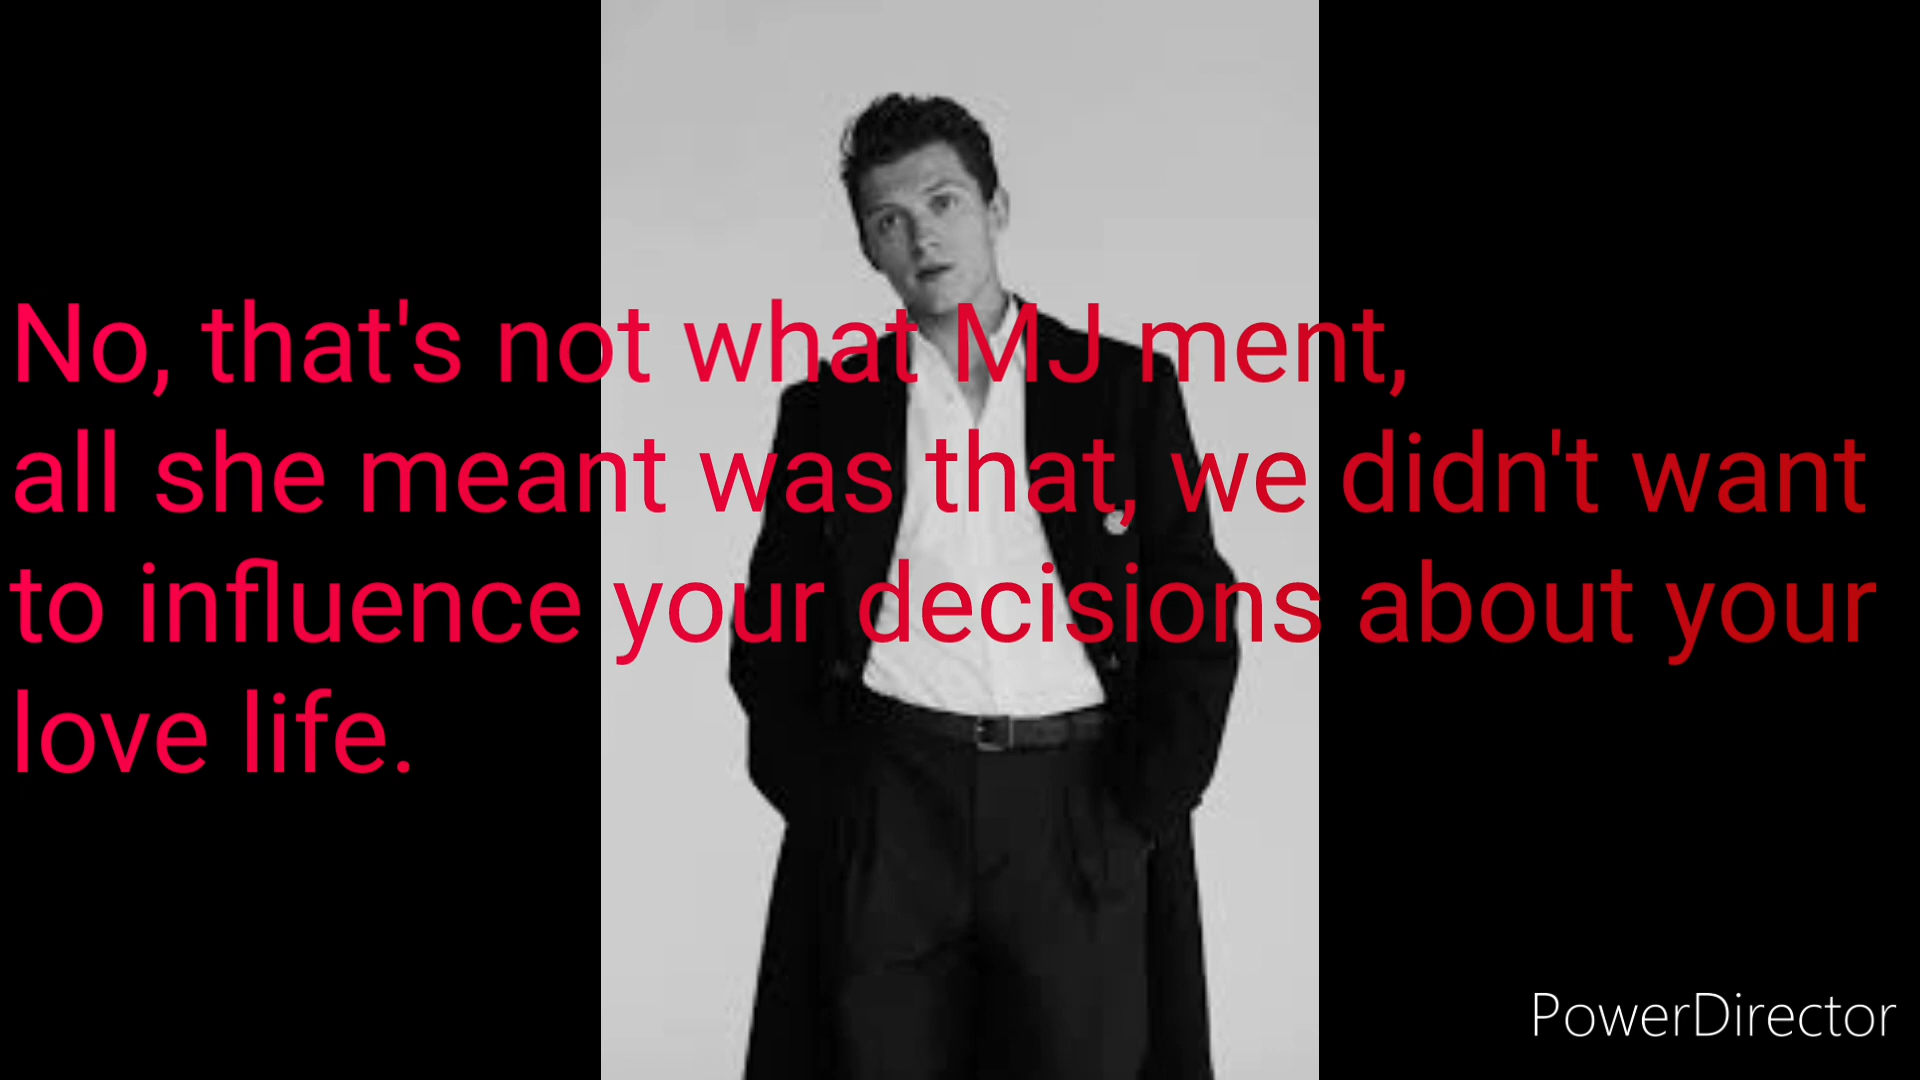 No, that's not what MJ ment,
all she meant was that, we didn't want
to influence your decisions about your
love life.
PowerDirector